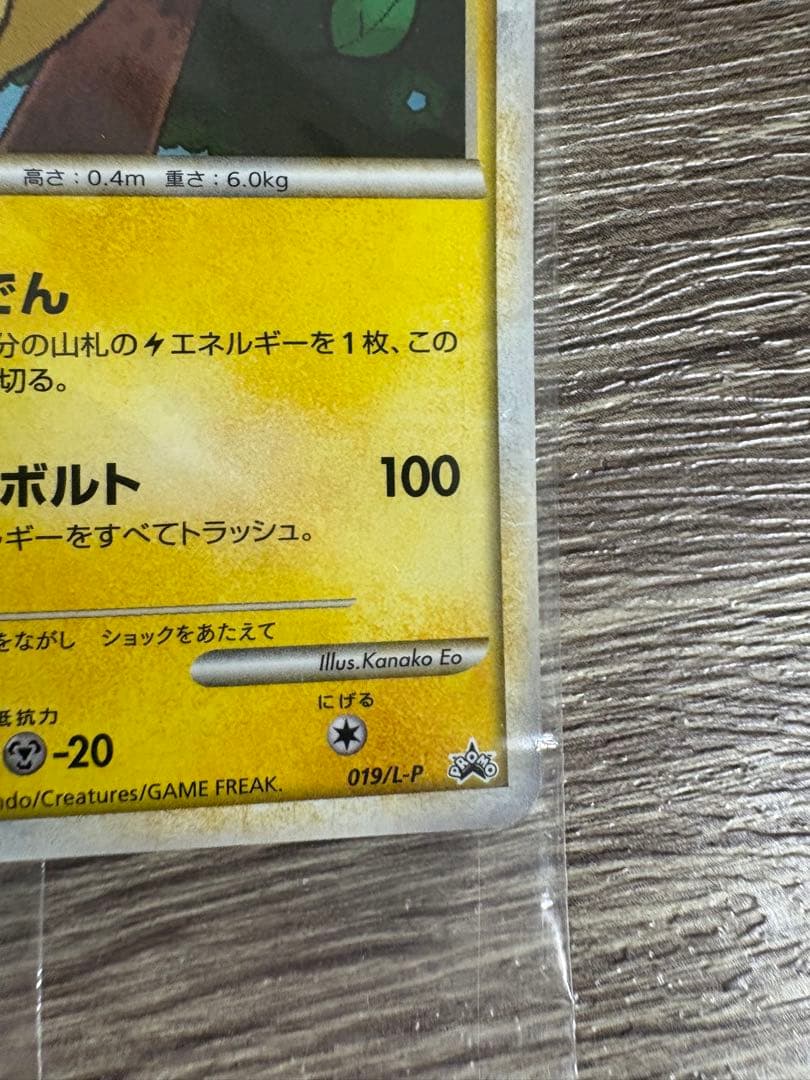 高さ：0.4m 重さ：6.0kg
でん
分の山札の エネルギーを1枚、この
切る。
ボルト 100
ギーをすべてトラッシュ。
をながし ショックをあたえて
Illus.Kanako Eo
抵抗力 にげる
-20
019/L-P PROMO
ndo/Creatures/GAME FREAK.